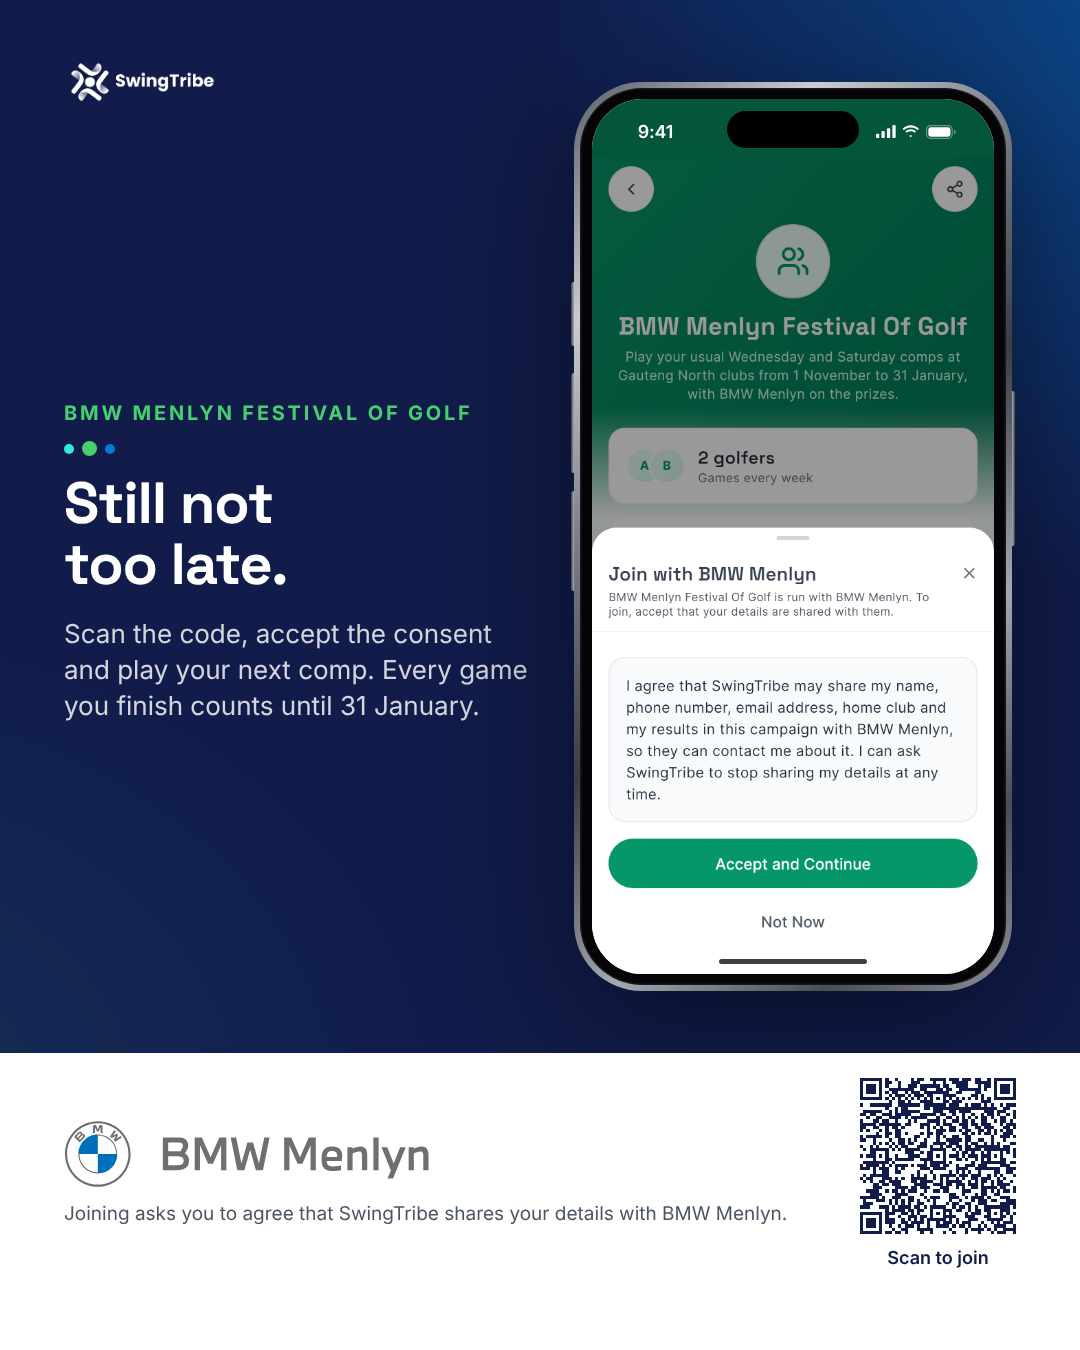 SwingTribe
BMW MENLYN FESTIVAL OF GOLF
Still not
too late.
Scan the code, accept the consent
and play your next comp. Every game
you finish counts until 31 January.
9:41
BMW Menlyn Festival Of Golf
Play your usual Wednesday and Saturday comps at
Gauteng North clubs from 1 November to 31 January,
with BMW Menlyn on the prizes.
A B
2 golfers
Games every week
Join with BMW Menlyn
BMW Menlyn Festival Of Golf is run with BMW Menlyn. To
join, accept that your details are shared with them.
I agree that SwingTribe may share my name,
phone number, email address, home club and
my results in this campaign with BMW Menlyn,
so they can contact me about it. I can ask
SwingTribe to stop sharing my details at any
time.
Accept and Continue
Not Now
BMW
BMW Menlyn
Joining asks you to agree that SwingTribe shares your details with BMW Menlyn.
Scan to join